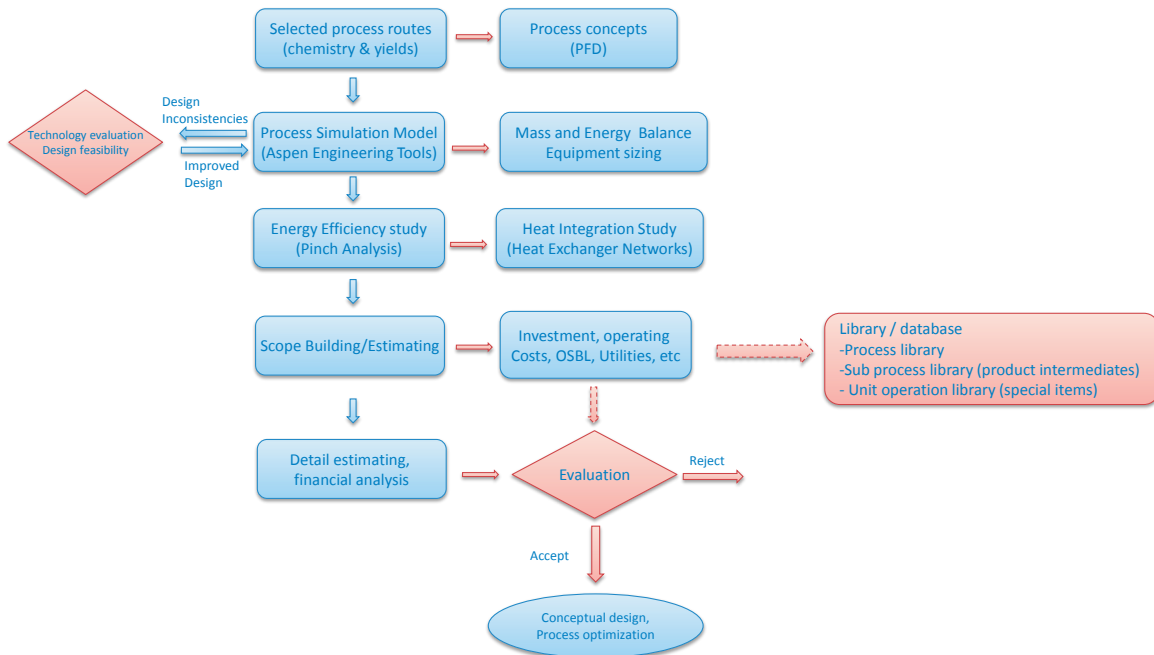 Selected process routes
(chemistry & yields)
Process concepts
(PFD)
Design
Inconsistencies
Technology evaluation
Design feasibility
Improved
Design
Process Simulation Model
(Aspen Engineering Tools)
Mass and Energy Balance
Equipment sizing
Energy Efficiency study
(Pinch Analysis)
Heat Integration Study
(Heat Exchanger Networks)
Scope Building/Estimating
Investment, operating
Costs, OSBL, Utilities, etc
Library / database
-Process library
-Sub process library (product intermediates)
- Unit operation library (special items)
Detail estimating,
financial analysis
Evaluation
Reject
Accept
Conceptual design,
Process optimization